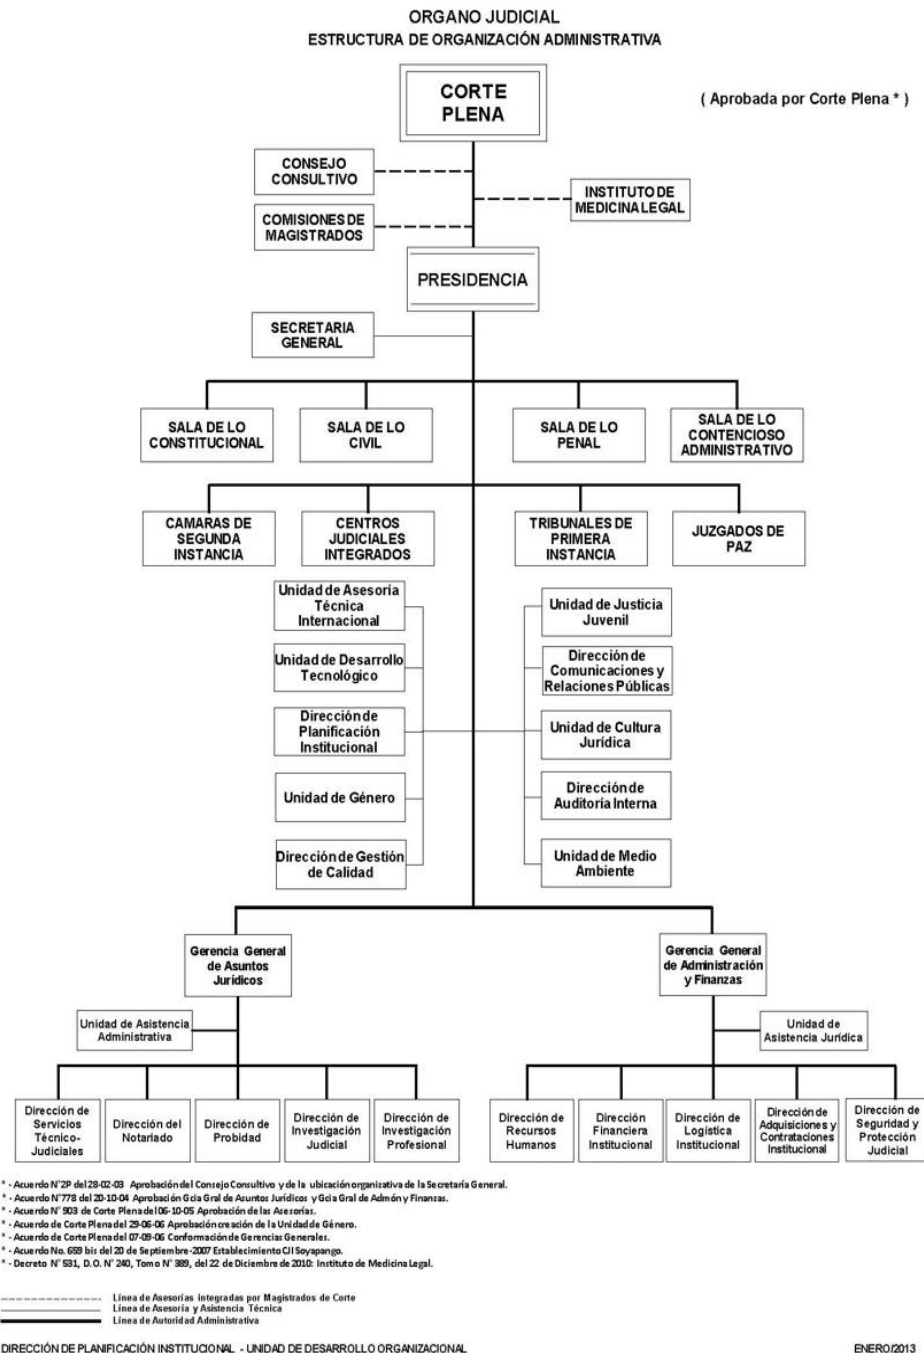 ORGANO JUDICIAL
ESTRUCTURA DE ORGANIZACIÓN ADMINISTRATIVA
CORTE
PLENA
( Aprobada por Corte Plena * )
CONSEJO
CONSULTIVO
INSTITUTO DE
MEDICINA LEGAL
COMISIONES DE
MAGISTRADOS
PRESIDENCIA
SECRETARIA
GENERAL
SALA DE LO
CONSTITUCIONAL
SALA DE LO
CIVIL
SALA DE LO
PENAL
SALA DE LO
CONTENCIOSO
ADMINISTRATIVO
CAMARAS DE
SEGUNDA
INSTANCIA
CENTROS
JUDICIALES
INTEGRADOS
TRIBUNALES DE
PRIMERA
INSTANCIA
JUZGADOS DE
PAZ
Unidad de Asesoría
Técnica
Internacional
Unidad de Justicia
Juvenil
Unidad de Desarrollo
Tecnológico
Dirección de
Comunicaciones y
Relaciones Públicas
Dirección de
Planificación
Institucional
Unidad de Cultura
Jurídica
Unidad de Género
Dirección de
Auditoría Interna
Dirección de Gestión
de Calidad
Unidad de Medio
Ambiente
Gerencia General
de Asuntos
Jurídicos
Gerencia General
de Administración
y Finanzas
Unidad de Asistencia
Administrativa
Unidad de
Asistencia Jurídica
Dirección de
Servicios
Técnico-
Judiciales
Dirección del
Notariado
Dirección de
Probidad
Dirección de
Investigación
Judicial
Dirección de
Investigación
Profesional
Dirección de
Recursos
Humanos
Dirección
Financiera
Institucional
Dirección de
Logística
Institucional
Dirección de
Adquisiciones y
Contrataciones
Institucional
Dirección de
Seguridad y
Protección
Judicial
* - Acuerdo N°2P del 28-02-03 Aprobación del Consejo Consultivo y de la ubicación organizativa de la Secretaría General.
* - Acuerdo N°778 del 20-10-04 Aprobación Gcia Gral de Asuntos Jurídicos y Gcia Gral de Admón y Finanzas.
* - Acuerdo N° 903 de Corte Plena del 06-10-05 Aprobación de las Asesorías.
* - Acuerdo de Corte Plena del 29-06-06 Aprobación creación de la Unidad de Género.
* - Acuerdo de Corte Plena del 07-09-06 Conformación de Gerencias Generales.
* - Acuerdo No. 659 bis del 20 de Septiembre-2007 Establecimiento CJI Soyapango.
* - Decreto N° 531, D.O. N° 240, Tomo N° 389, del 22 de Diciembre de 2010: Instituto de Medicina Legal.
Línea de Asesorías integradas por Magistrados de Corte
Línea de Asesoría y Asistencia Técnica
Línea de Autoridad Administrativa
DIRECCIÓN DE PLANIFICACIÓN INSTITUCIONAL - UNIDAD DE DESARROLLO ORGANIZACIONAL
ENERO/2013